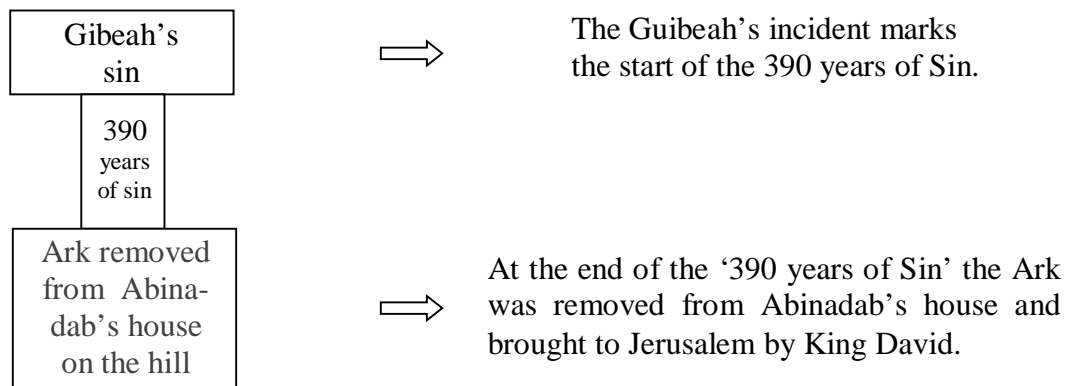 Gibeah’s
sin
The Guibeah’s incident marks
the start of the 390 years of Sin.
390
years
of sin
Ark removed
from Abina-
dab’s house
on the hill
At the end of the ‘390 years of Sin’ the Ark
was removed from Abinadab’s house and
brought to Jerusalem by King David.